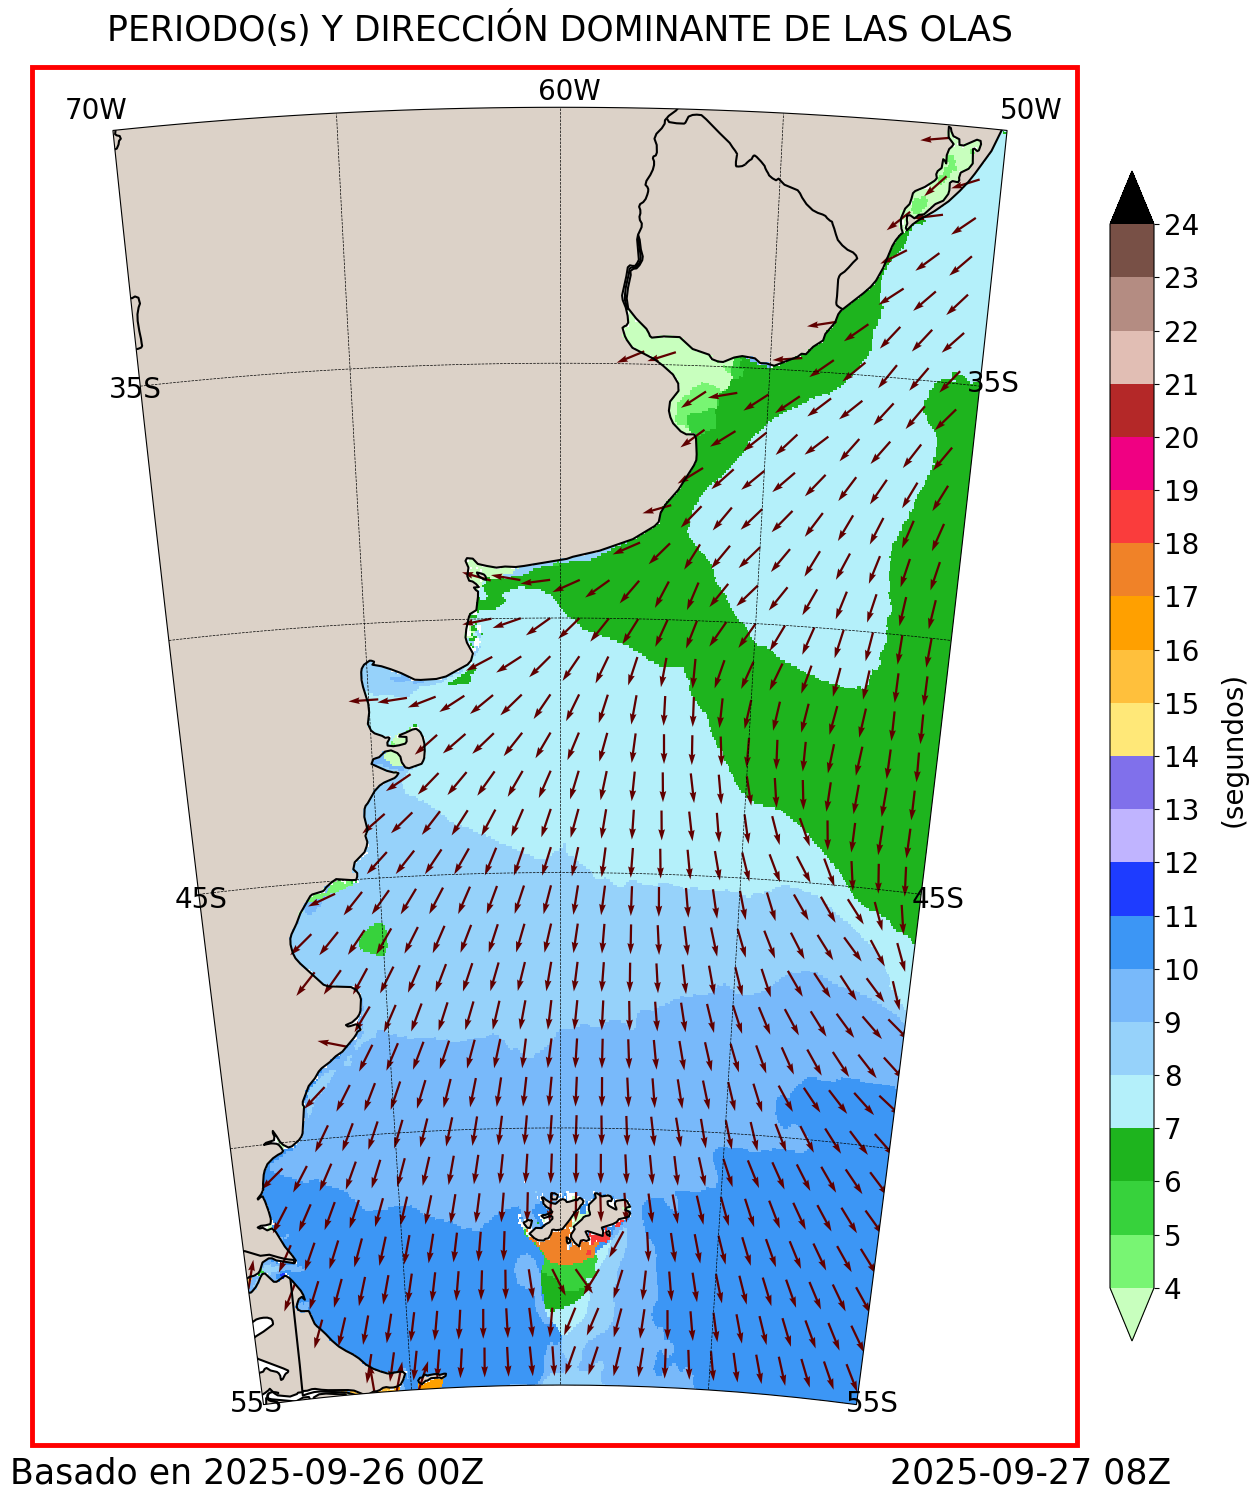 PERIODO(s) Y DIRECCIÓN DOMINANTE DE LAS OLAS
60W
70W
50W
24
23
22
21
20
19
18
17
16
15
14
13
12
11
10
9
8
7
6
5
4
(segundos)
35S
35S
45S
45S
55S
55S
Basado en 2025-09-26 00Z
2025-09-27 08Z